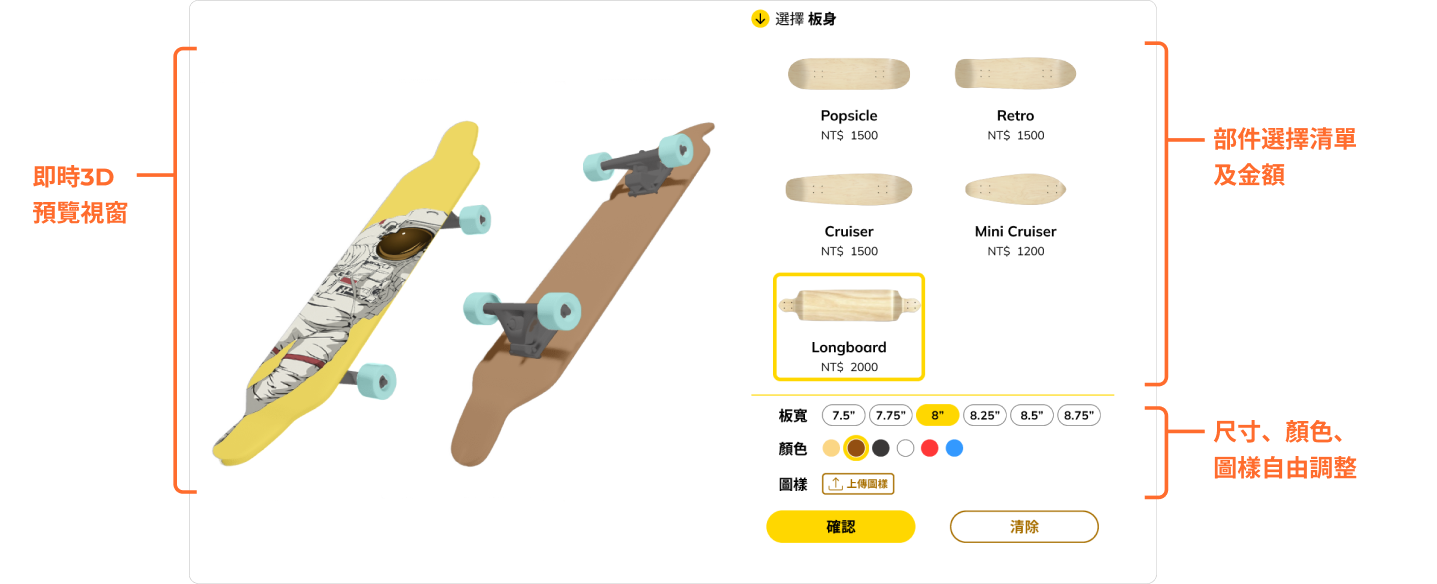 選擇 板身
Popsicle
NT$ 1500
Retro
NT$ 1500
Cruiser
NT$ 1500
Mini Cruiser
NT$ 1200
Longboard
NT$ 2000
板寬 7.5” 7.75” 8” 8.25” 8.5” 8.75”
顏色
圖樣 上傳圖樣
確認 清除
即時3D
預覽視窗
部件選擇清單
及金額
尺寸、顏色、
圖樣自由調整